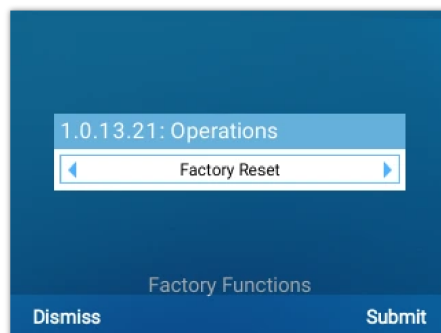 1.0.13.21: Operations
Factory Reset
Factory Functions
Dismiss
Submit